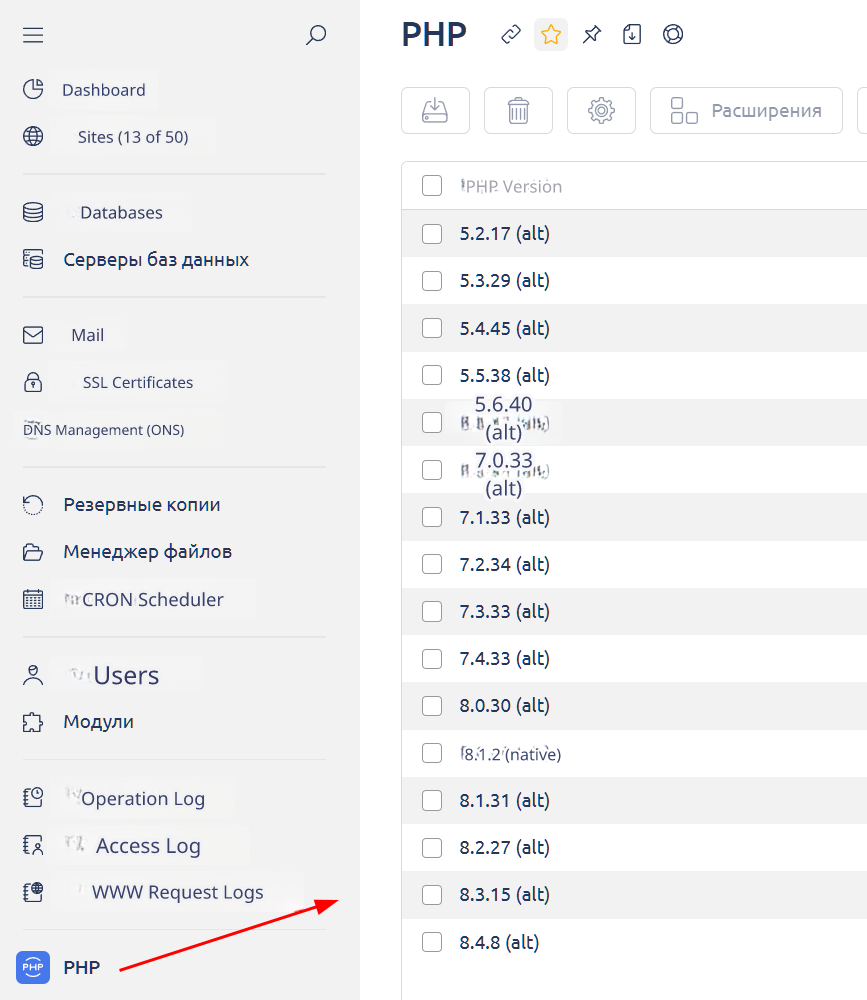 Dashboard
Sites (13 of 50)
Databases
Серверы баз данных
Mail
SSL Certificates
DNS Management (ONS)
Резервные копии
Менеджер файлов
CRON Scheduler
Users
Модули
Operation Log
Access Log
WWW Request Logs
PHP
PHP
PHP
Расширения
PHP Version
5.2.17 (alt)
5.3.29 (alt)
5.4.45 (alt)
5.5.38 (alt)
5.6.40
(alt)
7.0.33
(alt)
7.1.33 (alt)
7.2.34 (alt)
7.3.33 (alt)
7.4.33 (alt)
8.0.30 (alt)
8.1.2 (native)
8.1.31 (alt)
8.2.27 (alt)
8.3.15 (alt)
8.4.8 (alt)